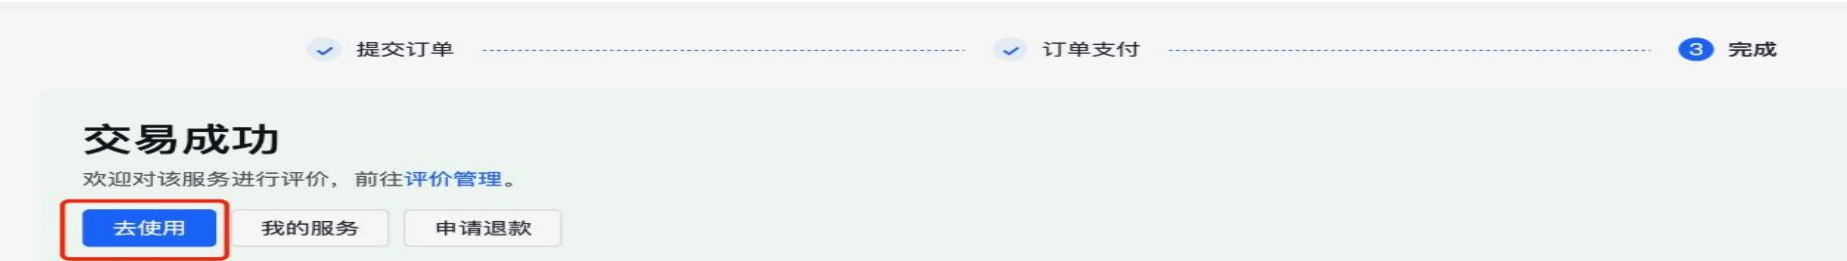 提交订单 订单支付 3 完成
交易成功
欢迎对该服务进行评价，前往评价管理。
去使用 我的服务 申请退款